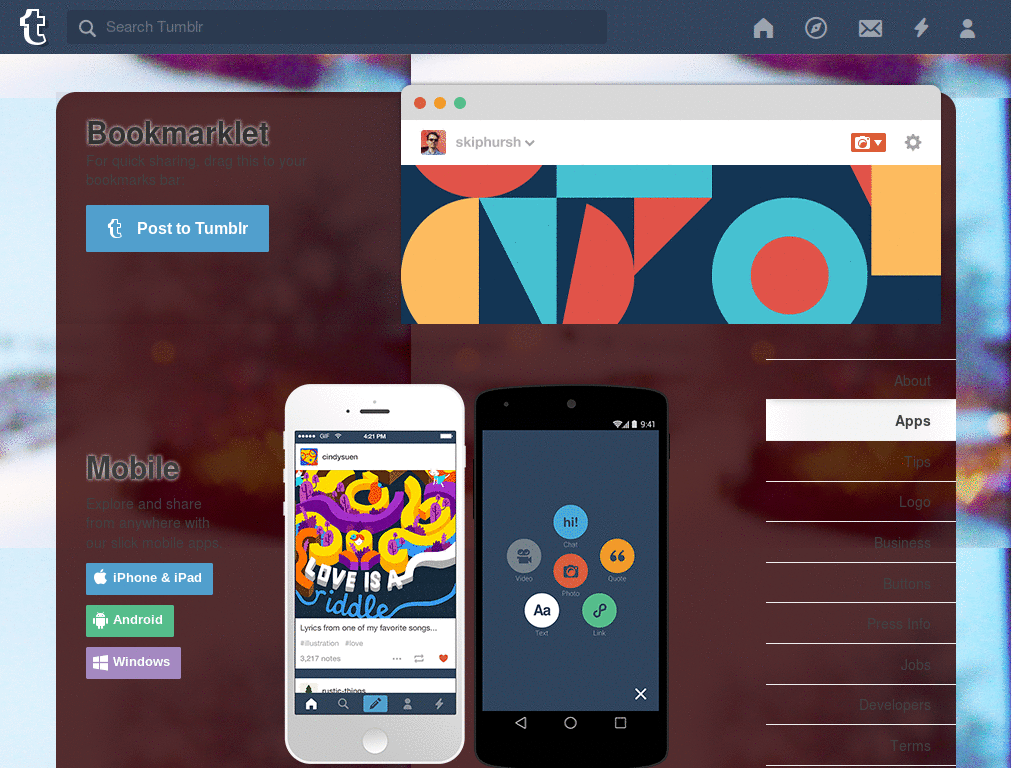 Search Tumblr
Bookmarklet
For quick sharing, drag this to your
bookmarks bar.
Post to Tumblr
skiphursh
About
Apps
Tips
Logo
Business
Buttons
Press Info
Jobs
Developers
Terms
Mobile
Explore and share
from anywhere with
our slick mobile apps.
iPhone & iPad
Android
Windows
GIF
4:21 PM
cindysuen
LOVE IS A
riddle
Lyrics from one of my favorite songs...
#illustration #love
3,217 notes
rustic-things
9:41
hi!
Chat
Video
Quote
Photo
Aa
Text
Link